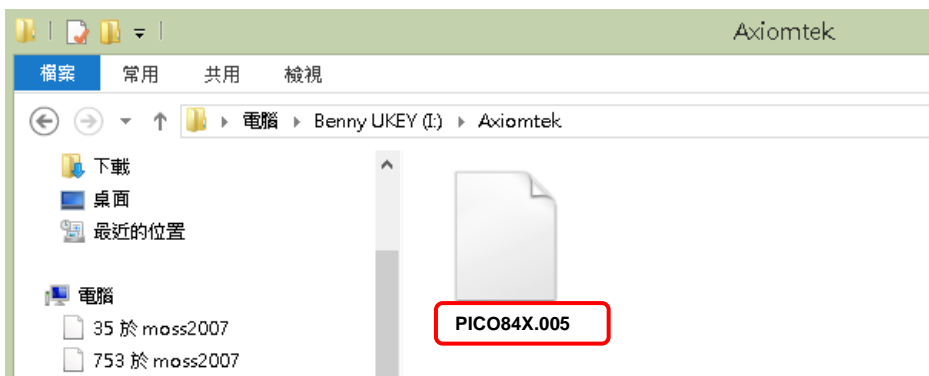 Axiomtek
檔案 常用 共用 檢視
電腦 Benny UKEY (I:) Axiomtek
下載
桌面
最近的位置
電腦
35 於 moss2007
753 於 moss2007
PICO84X.005